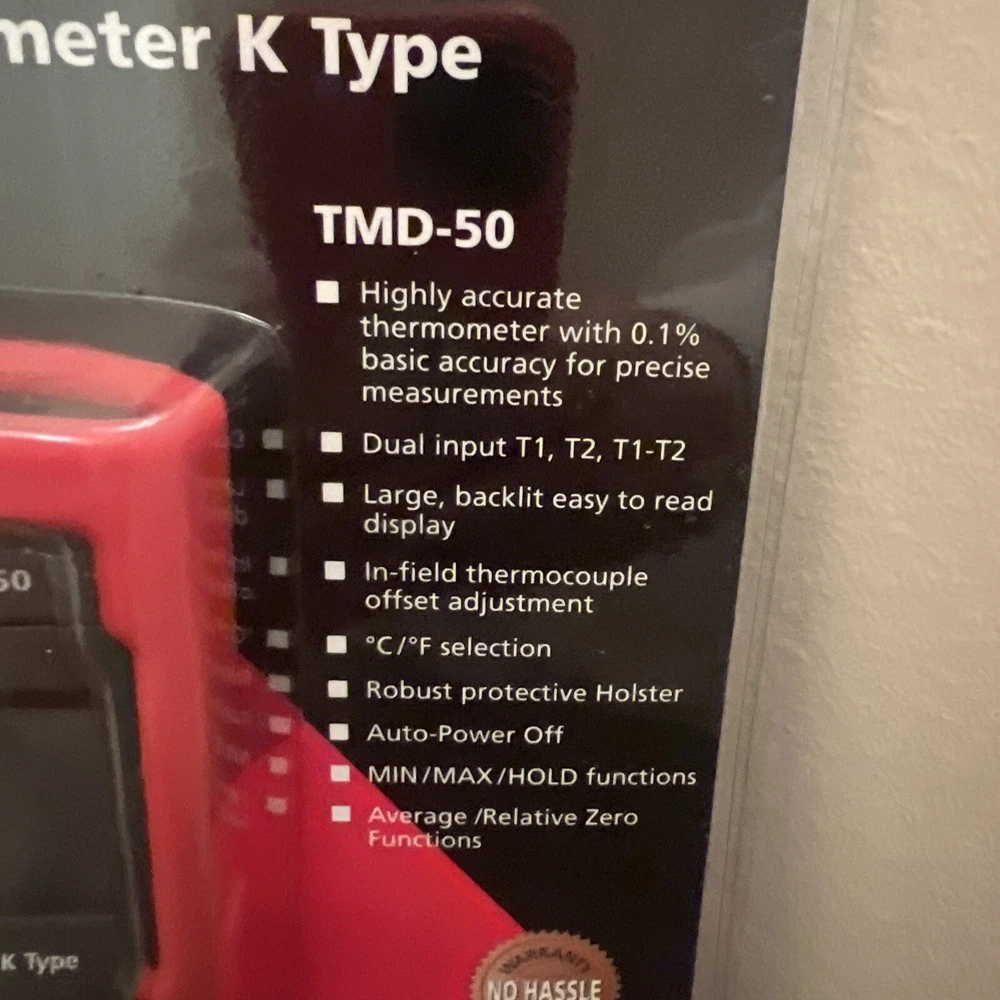 meter K Type
TMD-50
Highly accurate
thermometer with 0.1%
basic accuracy for precise
measurements
Dual input T1, T2, T1-T2
Large, backlit easy to read
display
In-field thermocouple
offset adjustment
°C/°F selection
Robust protective Holster
Auto-Power Off
MIN/MAX/HOLD functions
Average /Relative Zero
Functions
50
K Type
WARRANTY
NO HASSLE